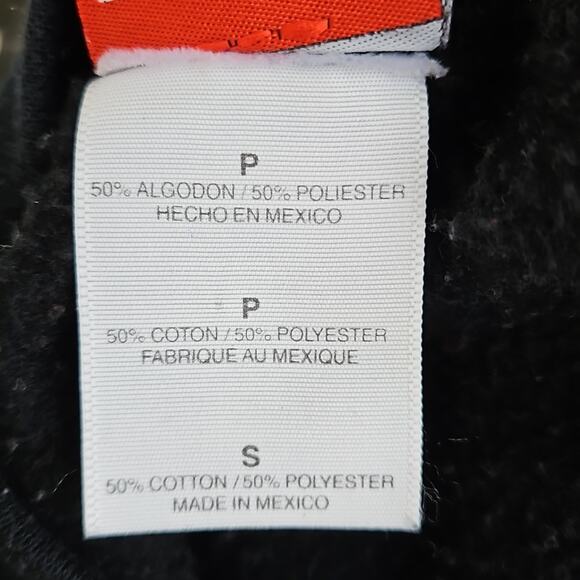 P
50% ALGODON / 50% POLIESTER
HECHO EN MEXICO
P
50% COTON / 50% POLYESTER
FABRIQUE AU MEXIQUE
S
50% COTTON / 50% POLYESTER
MADE IN MEXICO